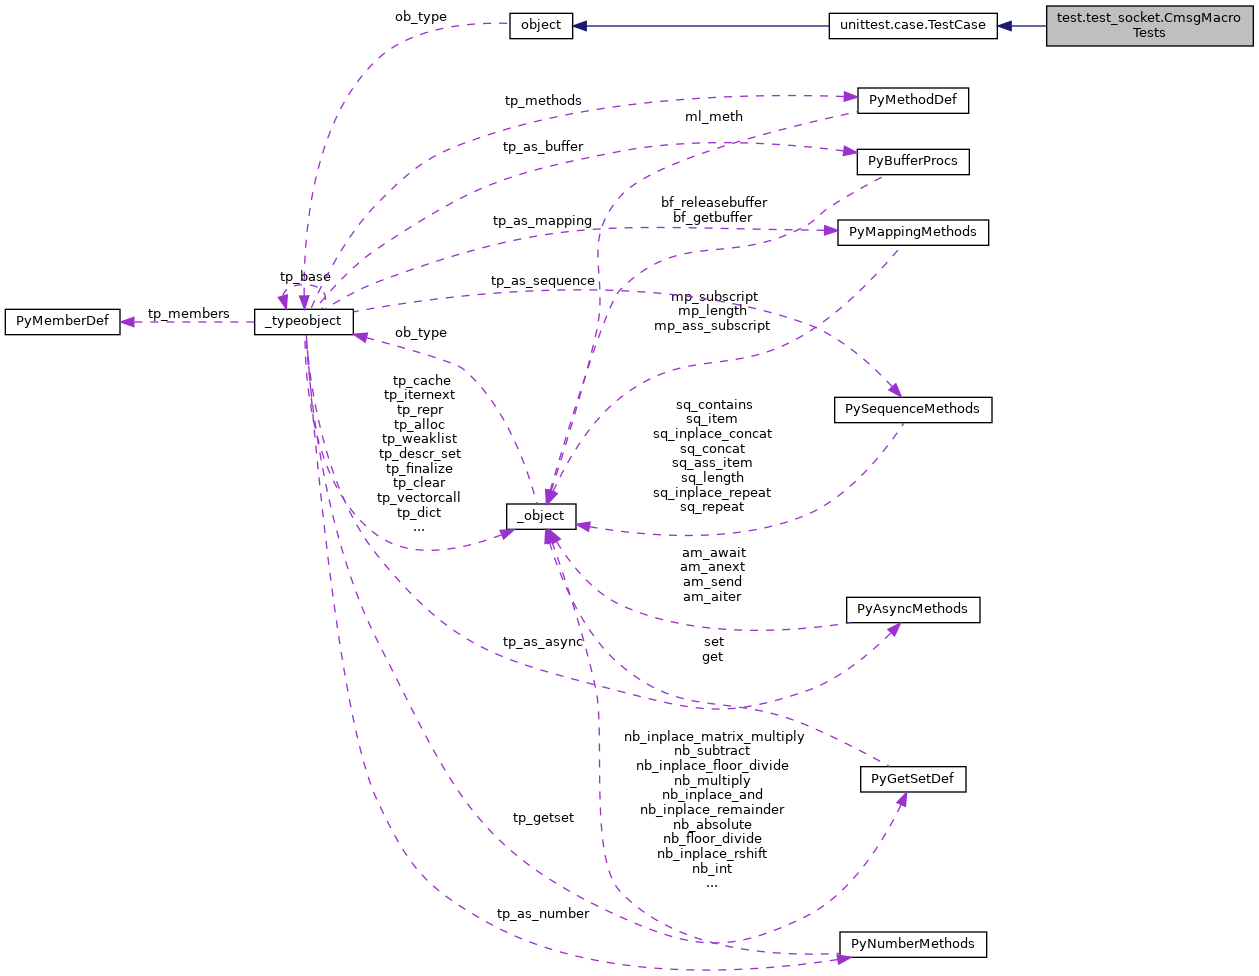 ob_type
object
unittest.case.TestCase
test.test_socket.CmsgMacro
Tests
tp_methods
PyMethodDef
ml_meth
tp_as_buffer
PyBufferProcs
bf_releasebuffer
bf_getbuffer
tp_as_mapping
PyMappingMethods
tp_base
tp_as_sequence
mp_subscript
mp_length
mp_ass_subscript
PyMemberDef
tp_members
_typeobject
ob_type
tp_cache
tp_iternext
tp_repr
tp_alloc
tp_weaklist
tp_descr_set
tp_finalize
tp_clear
tp_vectorcall
tp_dict
...
sq_contains
sq_item
sq_inplace_concat
sq_concat
sq_ass_item
sq_length
sq_inplace_repeat
sq_repeat
PySequenceMethods
_object
am_await
am_anext
am_send
am_aiter
PyAsyncMethods
tp_as_async
set
get
nb_inplace_matrix_multiply
nb_subtract
nb_inplace_floor_divide
nb_multiply
nb_inplace_and
nb_inplace_remainder
nb_absolute
nb_floor_divide
nb_inplace_rshift
nb_int
...
PyGetSetDef
tp_getset
tp_as_number
PyNumberMethods